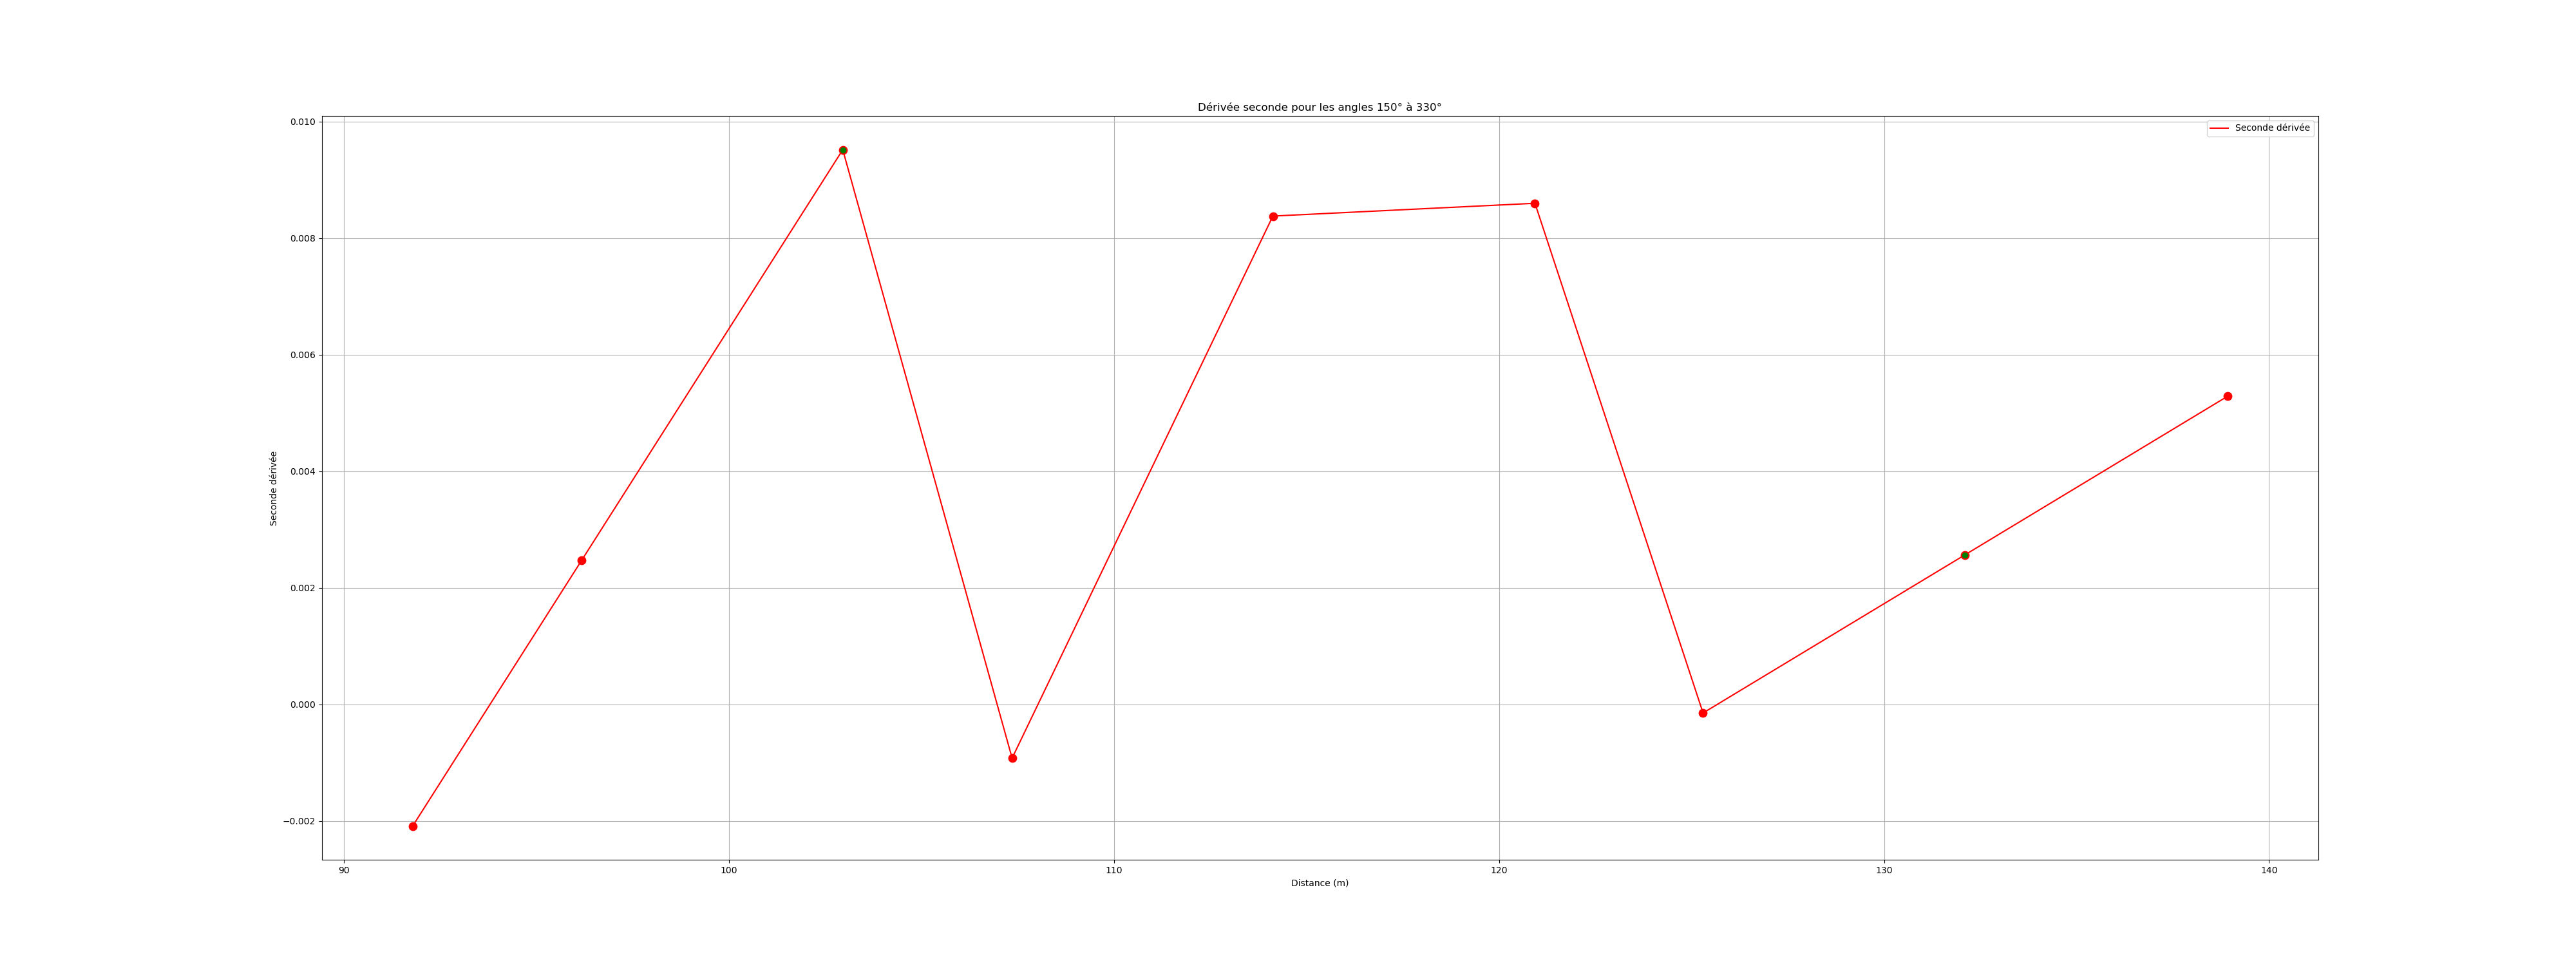 Dérivée seconde pour les angles 150° à 330°
Seconde dérivée
0.010
0.008
0.006
0.004
0.002
0.000
−0.002
Seconde dérivée
90 100 110 120 130 140
Distance (m)